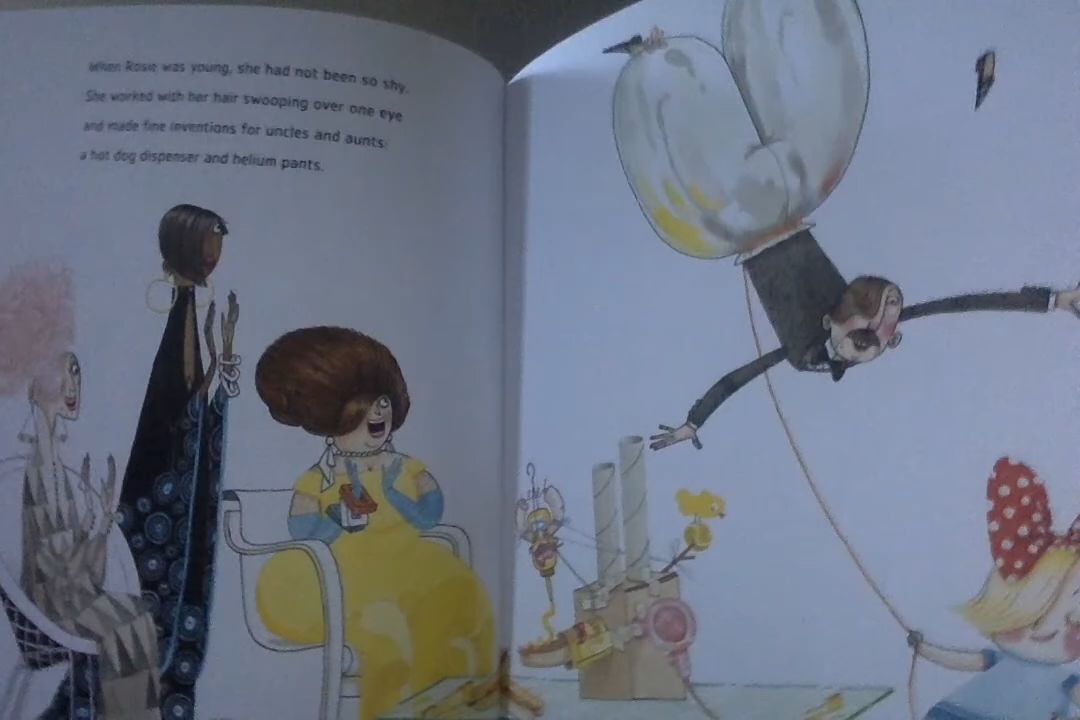 When Rosie was young, she had not been so shy.
She worked with her hair swooping over one eye
and made fine inventions for uncles and aunts:
a hot dog dispenser and helium pants.